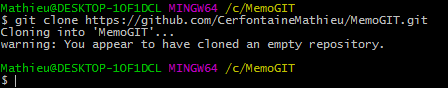 Mathieu@DESKTOP-1OF1DCL MINGW64 /c/MemoGIT
$ git clone https://github.com/CerfontaineMathieu/MemoGIT.git
Cloning into 'MemoGIT'...
warning: You appear to have cloned an empty repository.
Mathieu@DESKTOP-1OF1DCL MINGW64 /c/MemoGIT
$